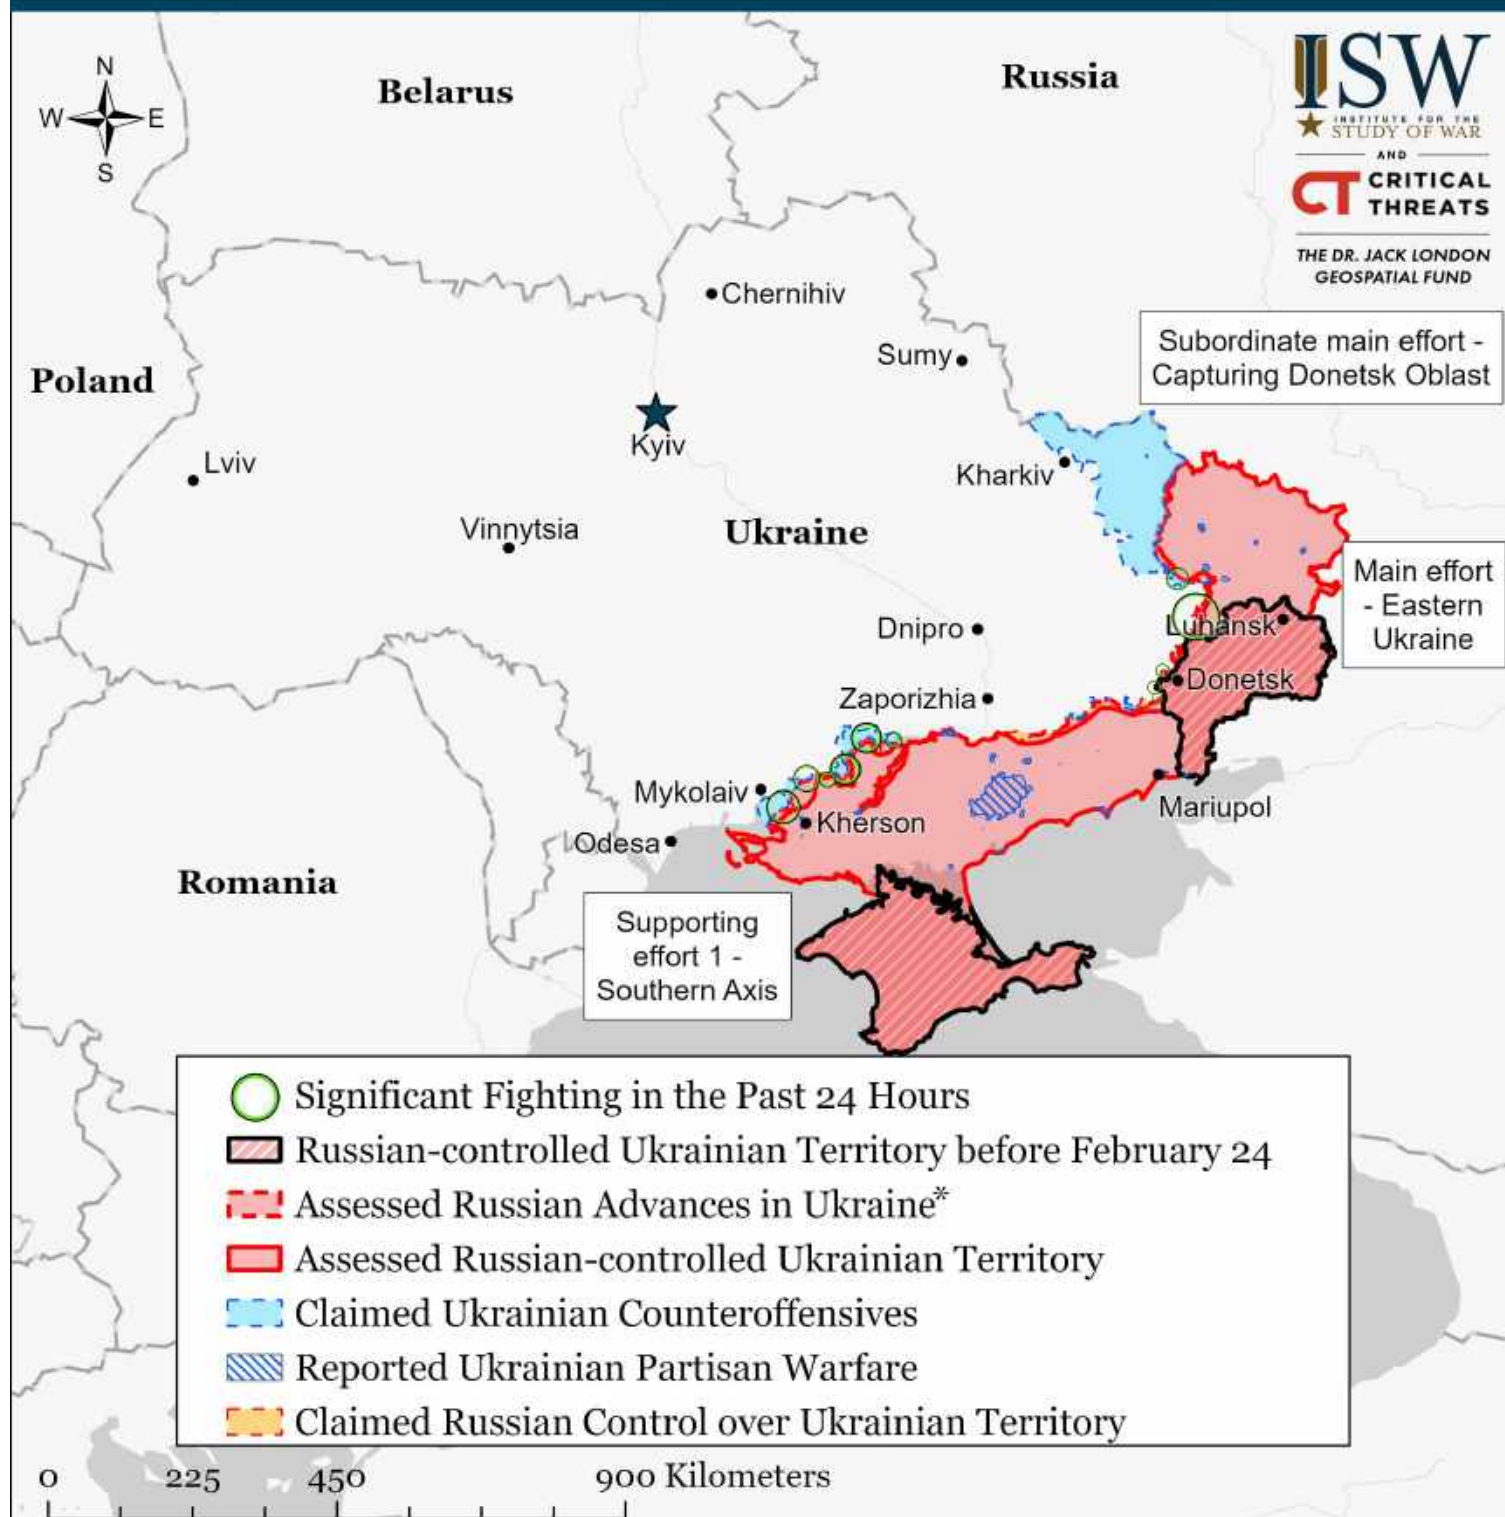 N
W E
S
Belarus
Russia
ISW
INSTITUTE FOR THE
STUDY OF WAR
AND
CT CRITICAL
THREATS
THE DR. JACK LONDON
GEOSPATIAL FUND
Chernihiv
Subordinate main effort -
Capturing Donetsk Oblast
Sumy
Poland
Kyiv
Lviv
Kharkiv
Vinnytsia
Ukraine
Main effort
- Eastern
Ukraine
Dnipro
Luhansk
Donetsk
Zaporizhia
Mykolaiv
Mariupol
Kherson
Odesa
Romania
Supporting
effort 1 -
Southern Axis
Significant Fighting in the Past 24 Hours
Russian-controlled Ukrainian Territory before February 24
Assessed Russian Advances in Ukraine*
Assessed Russian-controlled Ukrainian Territory
Claimed Ukrainian Counteroffensives
Reported Ukrainian Partisan Warfare
Claimed Russian Control over Ukrainian Territory
0 225 450 900 Kilometers